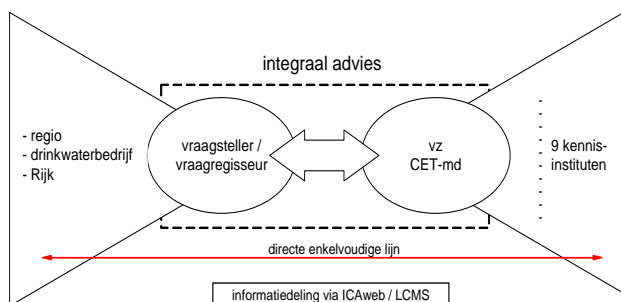 integraal advies
- regio
- drinkwaterbedrijf
- Rijk
vraagsteller /
vraagregisseur
vz
CET-md
9 kennis-
instituten
directe enkelvoudige lijn
informatiedeling via ICAweb / LCMS